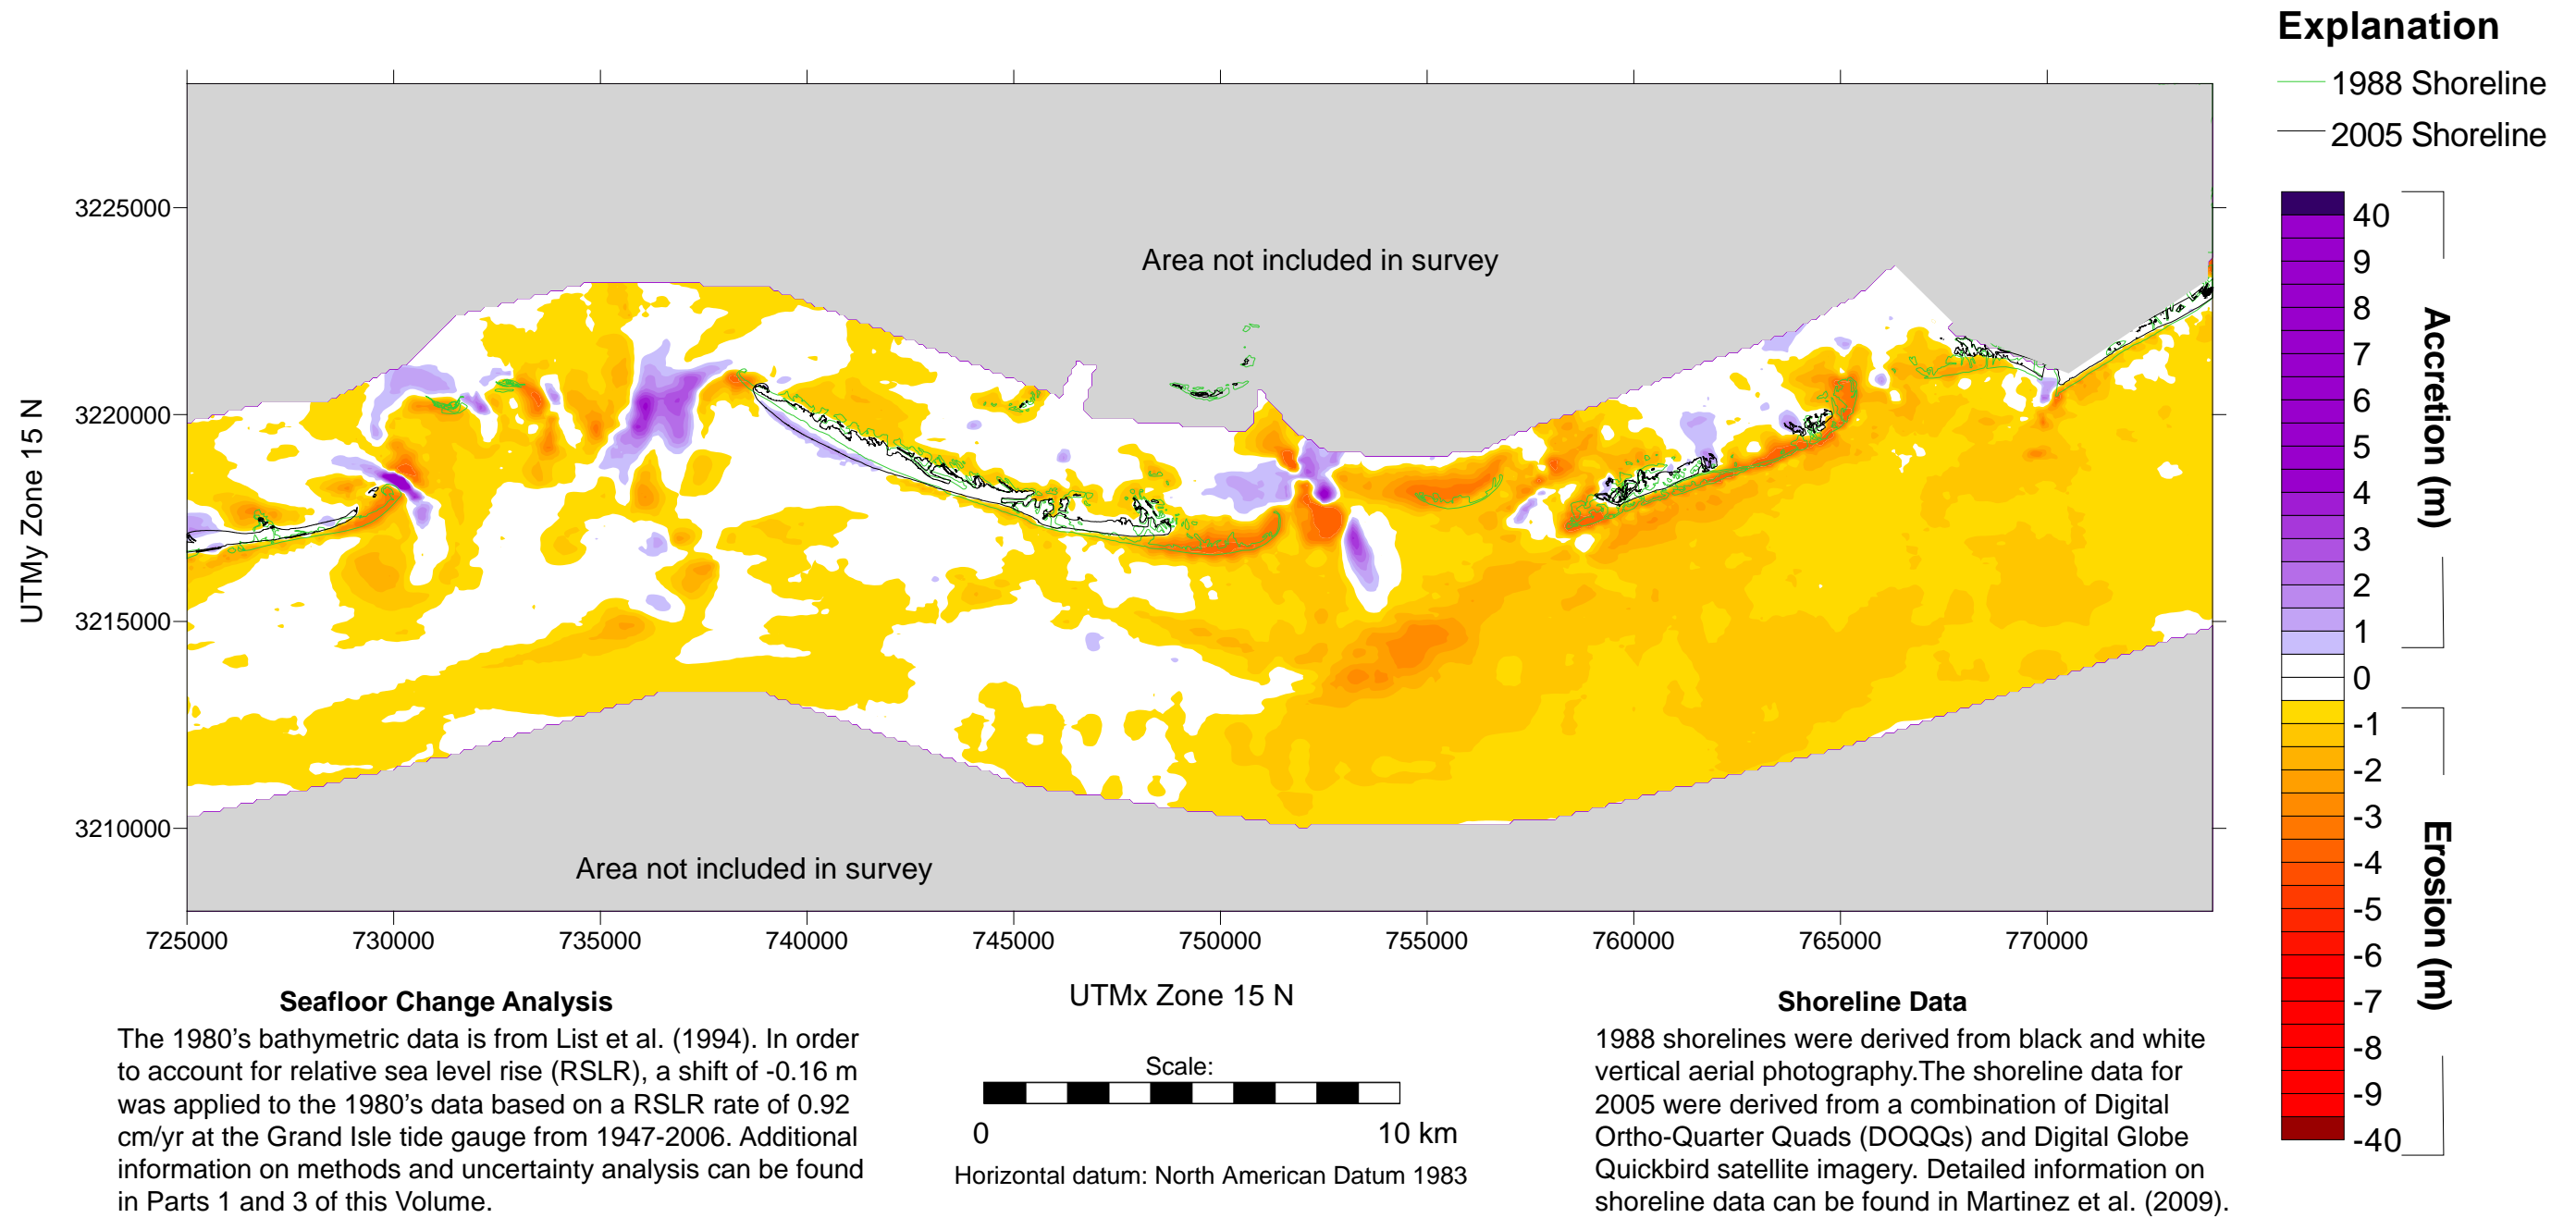 Explanation
1988 Shoreline
2005 Shoreline
40
9
8
7
6
5
4
3
2
1
0
-1
-2
-3
-4
-5
-6
-7
-8
-9
-40
Accretion (m)
Erosion (m)
UTMy Zone 15 N
3225000
3220000
3215000
3210000
Area not included in survey
Area not included in survey
725000 730000 735000 740000 745000 750000 755000 760000 765000 770000
UTMx Zone 15 N
Seafloor Change Analysis
The 1980's bathymetric data is from List et al. (1994). In order
to account for relative sea level rise (RSLR), a shift of -0.16 m
was applied to the 1980's data based on a RSLR rate of 0.92
cm/yr at the Grand Isle tide gauge from 1947-2006. Additional
information on methods and uncertainty analysis can be found
in Parts 1 and 3 of this Volume.
Scale:
0 10 km
Horizontal datum: North American Datum 1983
Shoreline Data
1988 shorelines were derived from black and white
vertical aerial photography.The shoreline data for
2005 were derived from a combination of Digital
Ortho-Quarter Quads (DOQQs) and Digital Globe
Quickbird satellite imagery. Detailed information on
shoreline data can be found in Martinez et al. (2009).